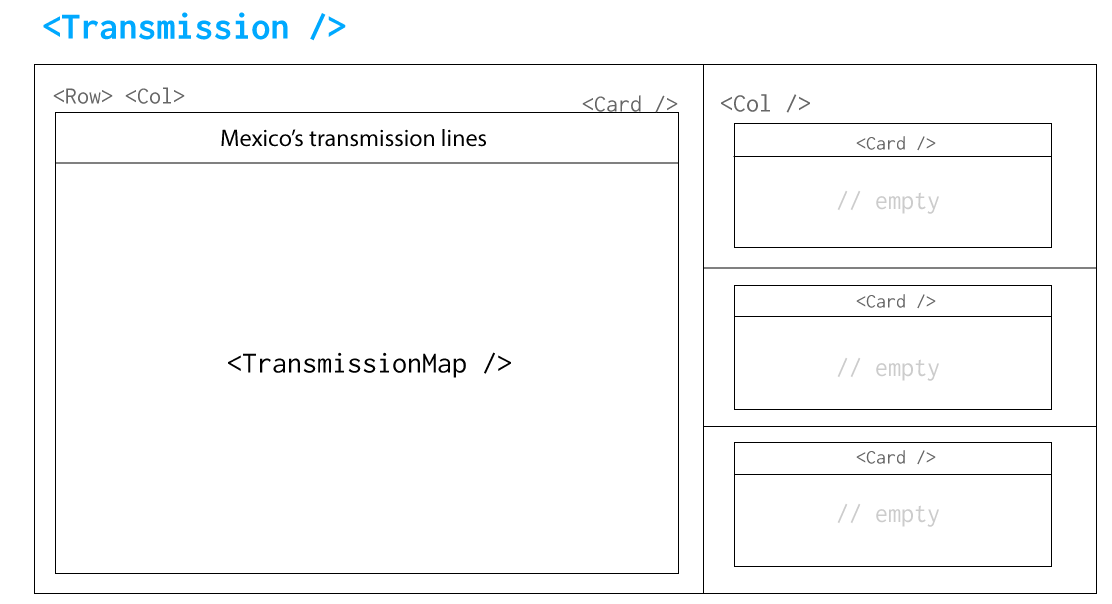 <Transmission />
<Row> <Col>
<Card />
Mexico’s transmission lines
<TransmissionMap />
<Col />
<Card />
// empty
<Card />
// empty
<Card />
// empty